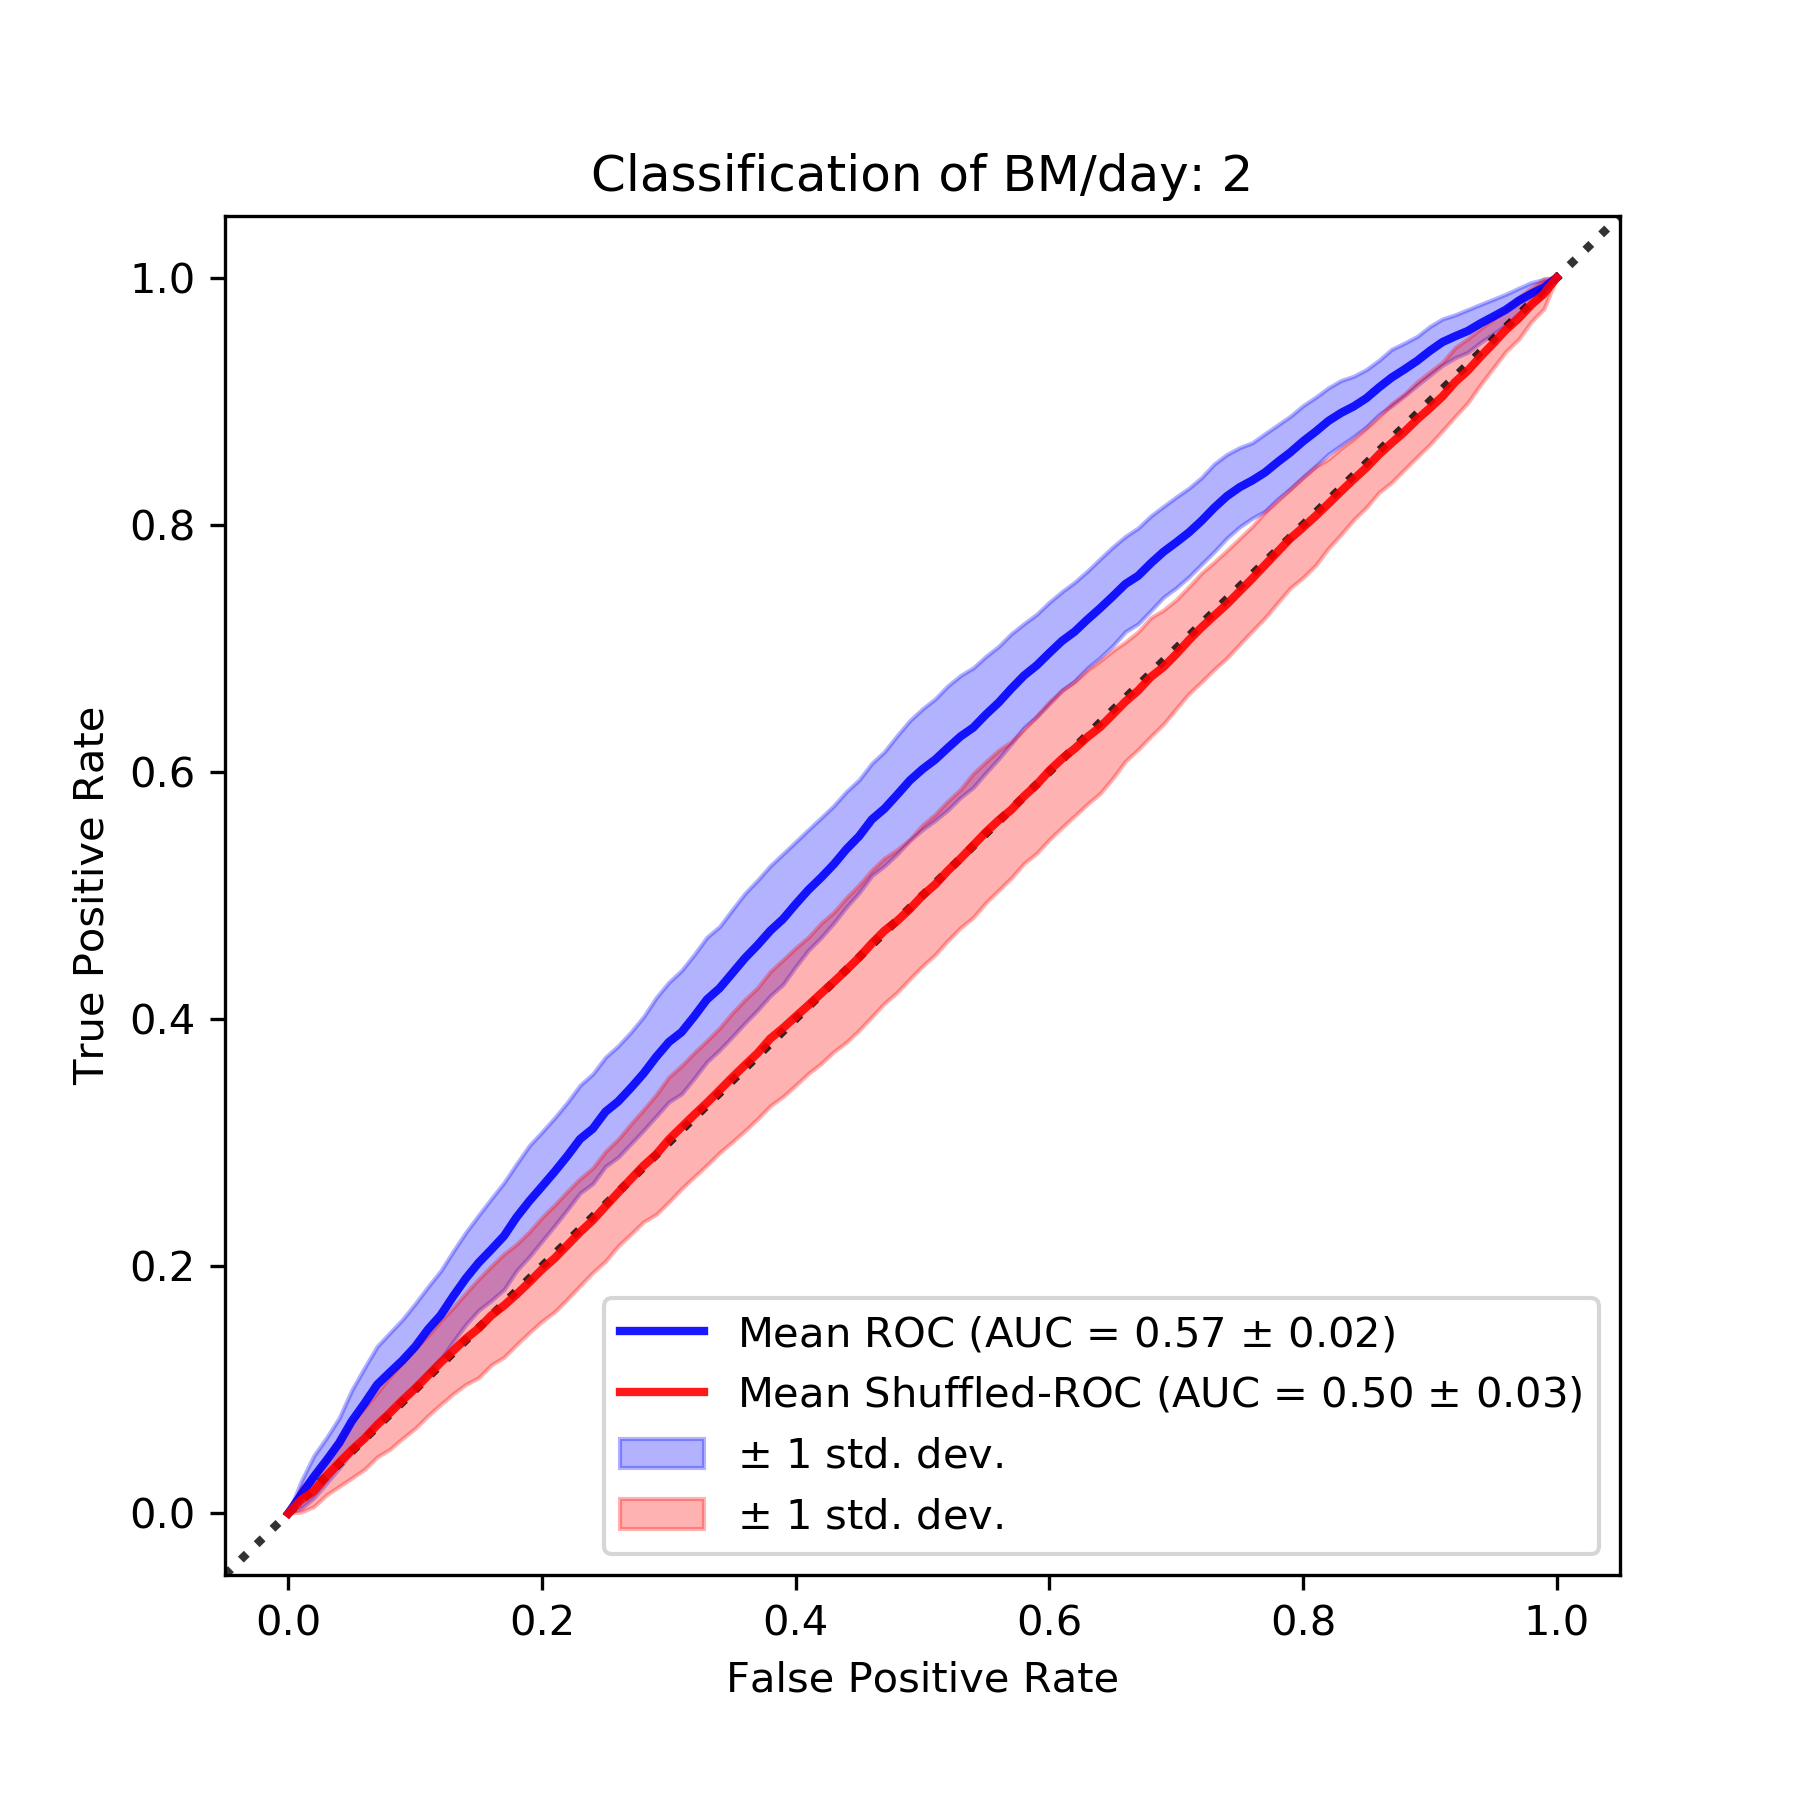 Classification of BM/day: 2
True Positive Rate
1.0
0.8
0.6
0.4
0.2
0.0
Mean ROC (AUC = 0.57 ± 0.02)
Mean Shuffled-ROC (AUC = 0.50 ± 0.03)
± 1 std. dev.
± 1 std. dev.
0.0 0.2 0.4 0.6 0.8 1.0
False Positive Rate